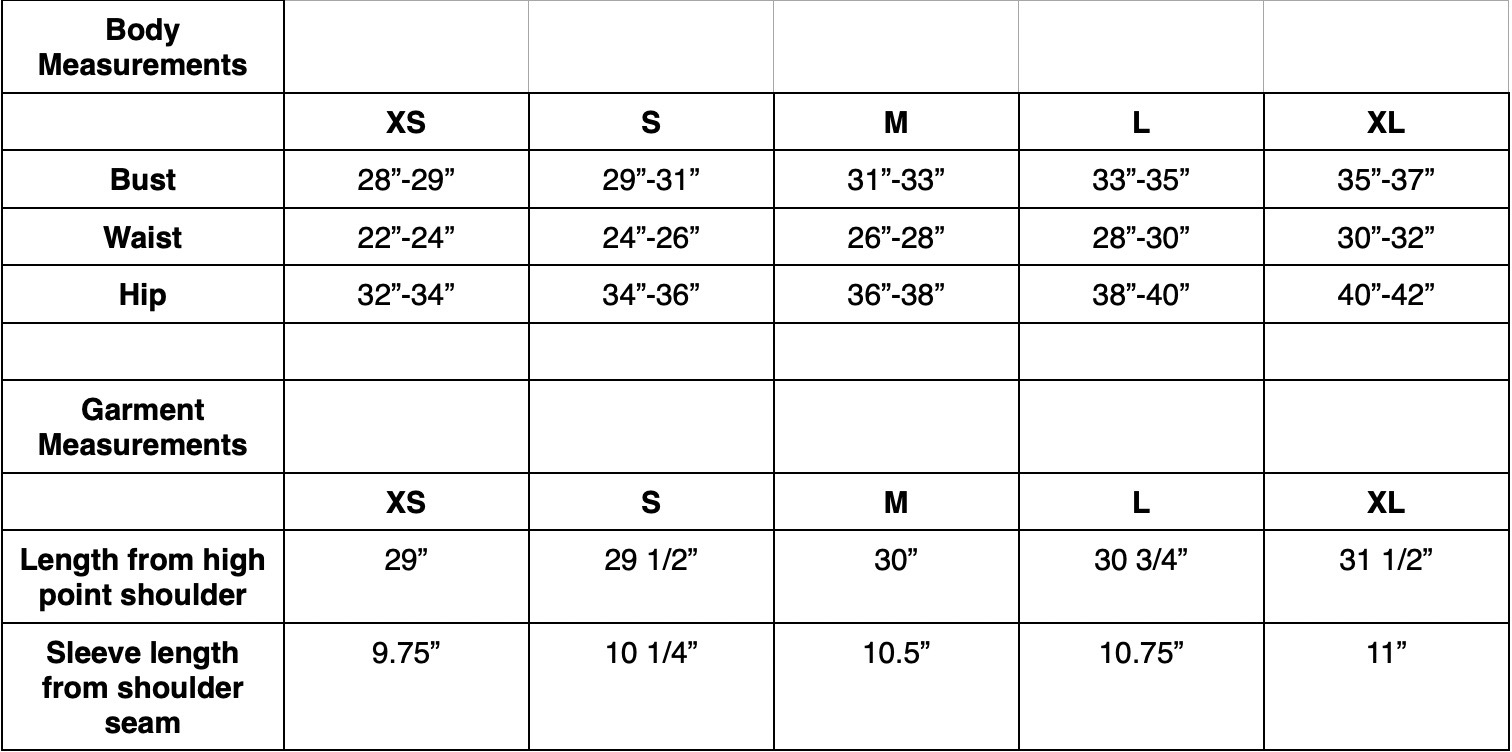 Body
Measurements
XS S M L XL
Bust 28”-29” 29”-31” 31”-33” 33”-35” 35”-37”
Waist 22”-24” 24”-26” 26”-28” 28”-30” 30”-32”
Hip 32”-34” 34”-36” 36”-38” 38”-40” 40”-42”
Garment
Measurements
XS S M L XL
Length from high
point shoulder
29” 29 1/2” 30” 30 3/4” 31 1/2”
Sleeve length
from shoulder
seam
9.75” 10 1/4” 10.5” 10.75” 11”